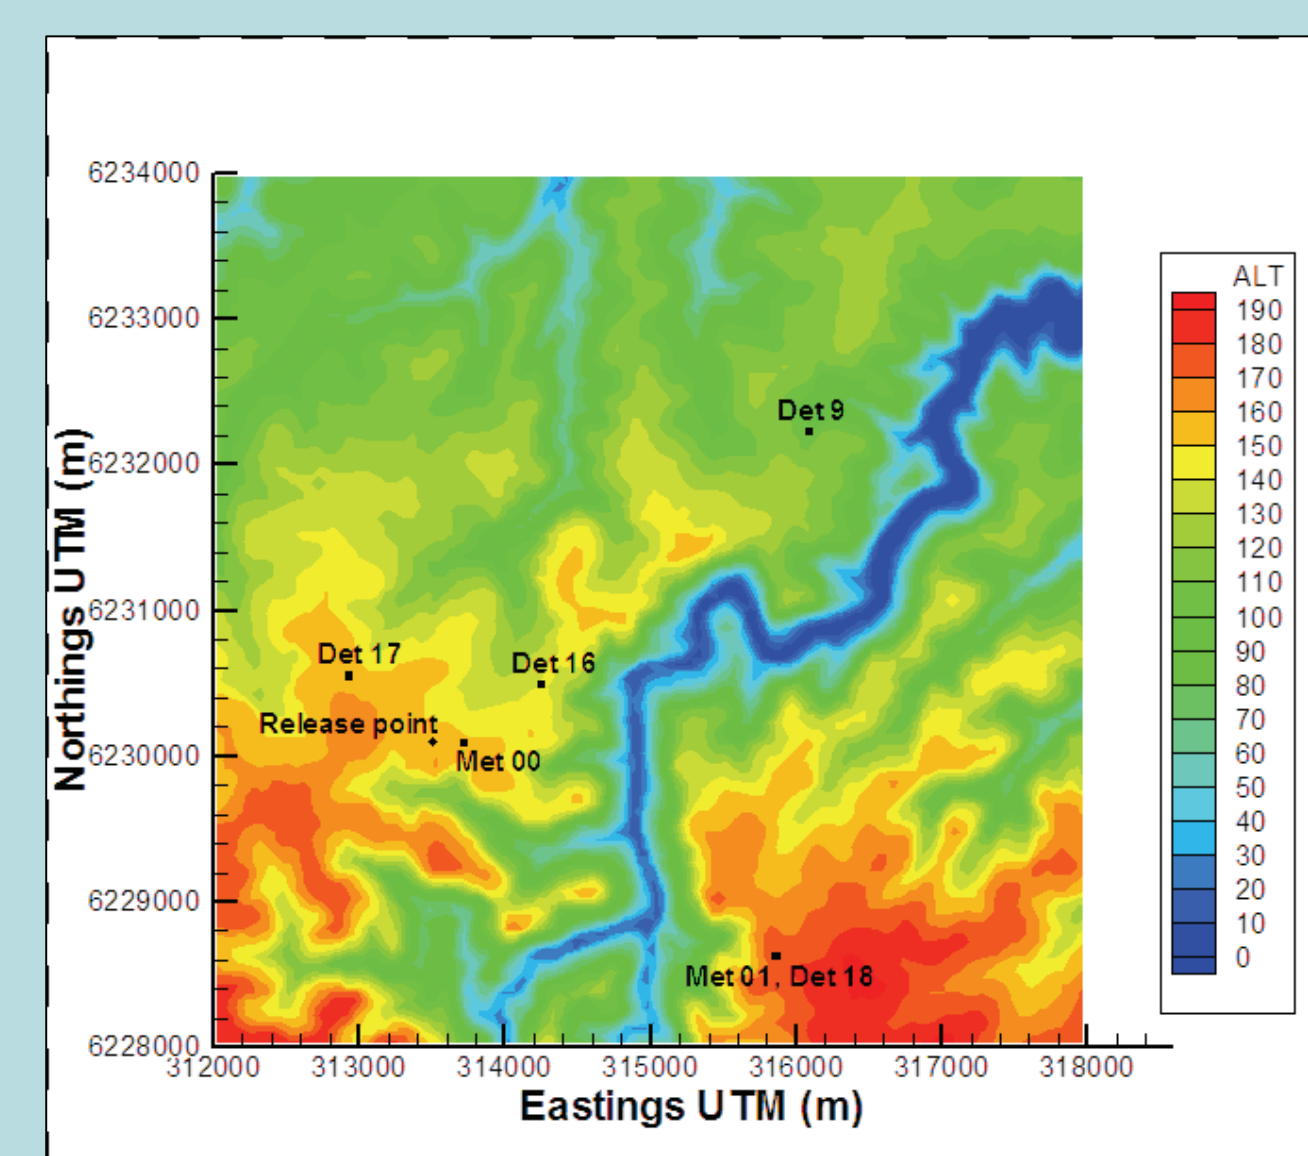 6234000
6233000
6232000
6231000
6230000
6229000
6228000
Northings UTM (m)
312000 313000 314000 315000 316000 317000 318000
Eastings UTM (m)
Det 9
Det 17
Det 16
Release point
Met 00
Met 01, Det 18
ALT
190
180
170
160
150
140
130
120
110
100
90
80
70
60
50
40
30
20
10
0